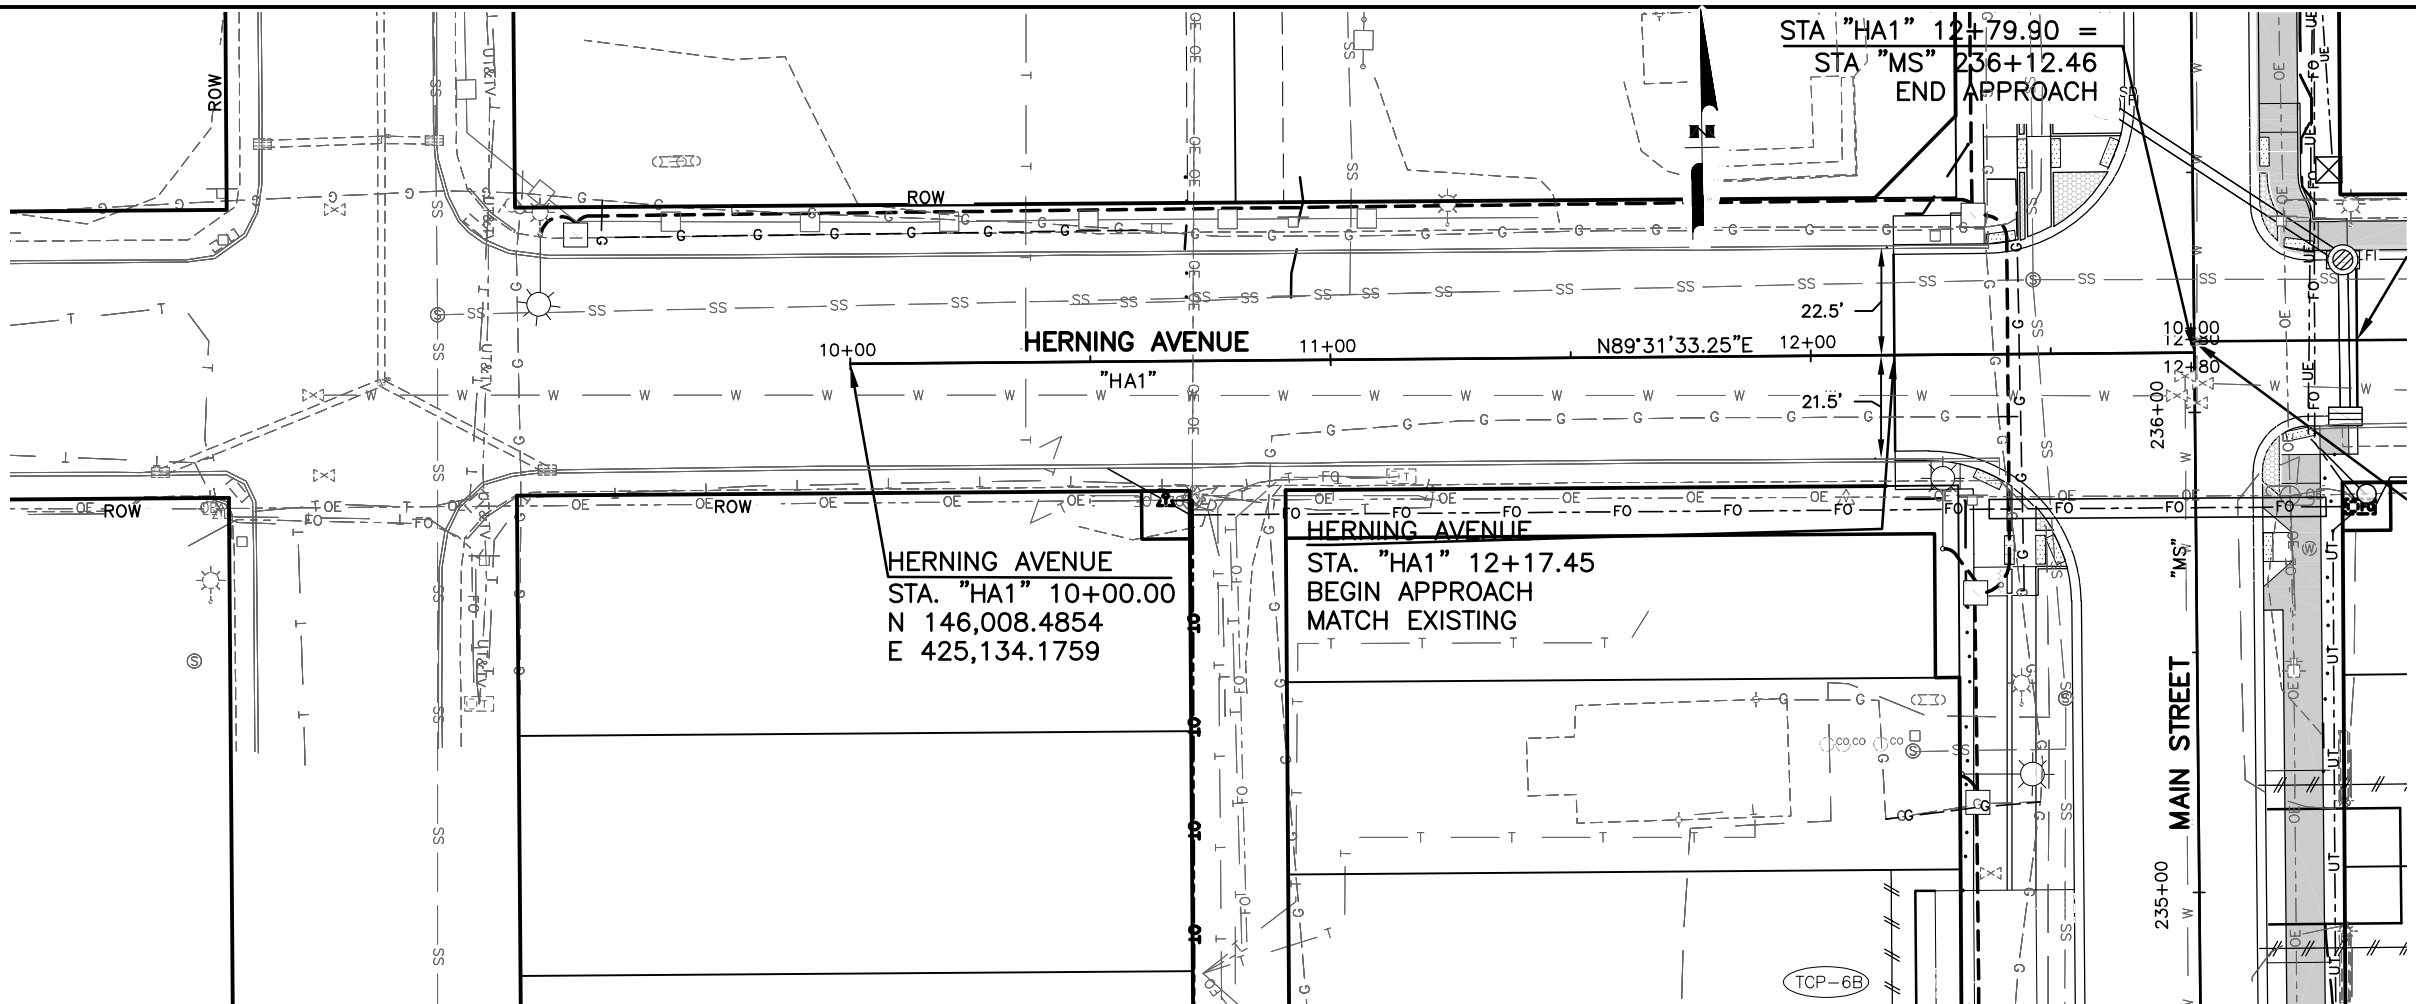 STA "HA1" 12+79.90 =
STA "MS" 236+12.46
END APPROACH
ROW
ROW
N
22.5'
HERNING AVENUE
10+00
11+00
N89°31'33.25"E
12+00
10+00
12+80
12+80
"HA1"
21.5'
236+00
ROW
ROW
HERNING AVENUE
STA. "HA1" 10+00.00
N 146,008.4854
E 425,134.1759
HERNING AVENUE
STA. "HA1" 12+17.45
BEGIN APPROACH
MATCH EXISTING
"MS"
MAIN STREET
235+00
TCP-6B